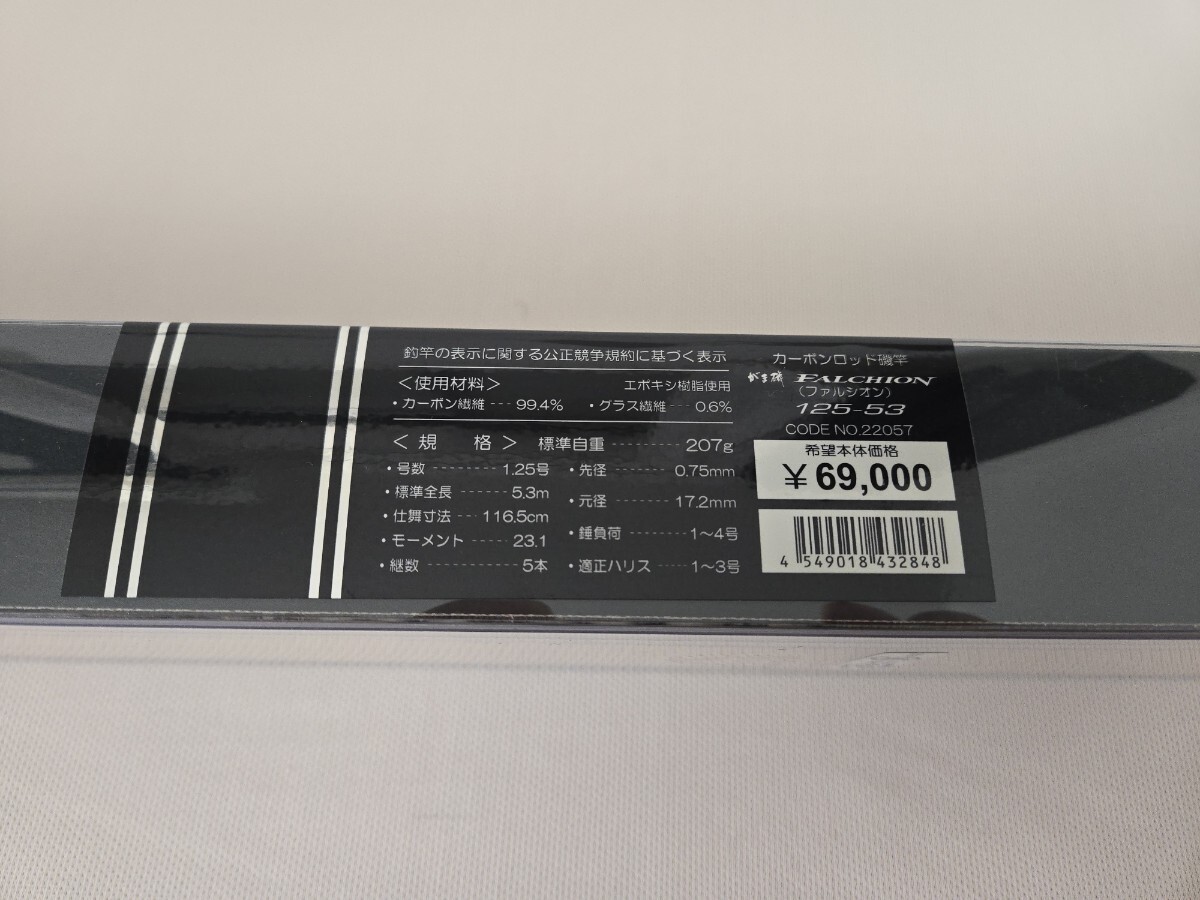 釣竿の表示に関する公正競争規約に基づく表示
＜使用材料＞ エポキシ樹脂使用
・カーボン繊維---99.4% ・グラス繊維---0.6%
＜規 格＞ 標準自重---------207g
・号数---------1.25号 ・先径------0.75mm
・標準全長------5.3m ・元径------17.2mm
・仕舞寸法---116.5cm ・錘負荷------1〜4号
・モーメント------23.1 ・適正ハリス-----1〜3号
・継数------------5本
カーボンロッド磯竿
がま磯 FALCHION
（ファルシオン）
125-53
CODE NO.22057
希望本体価格
￥69,000
4 549018 432848